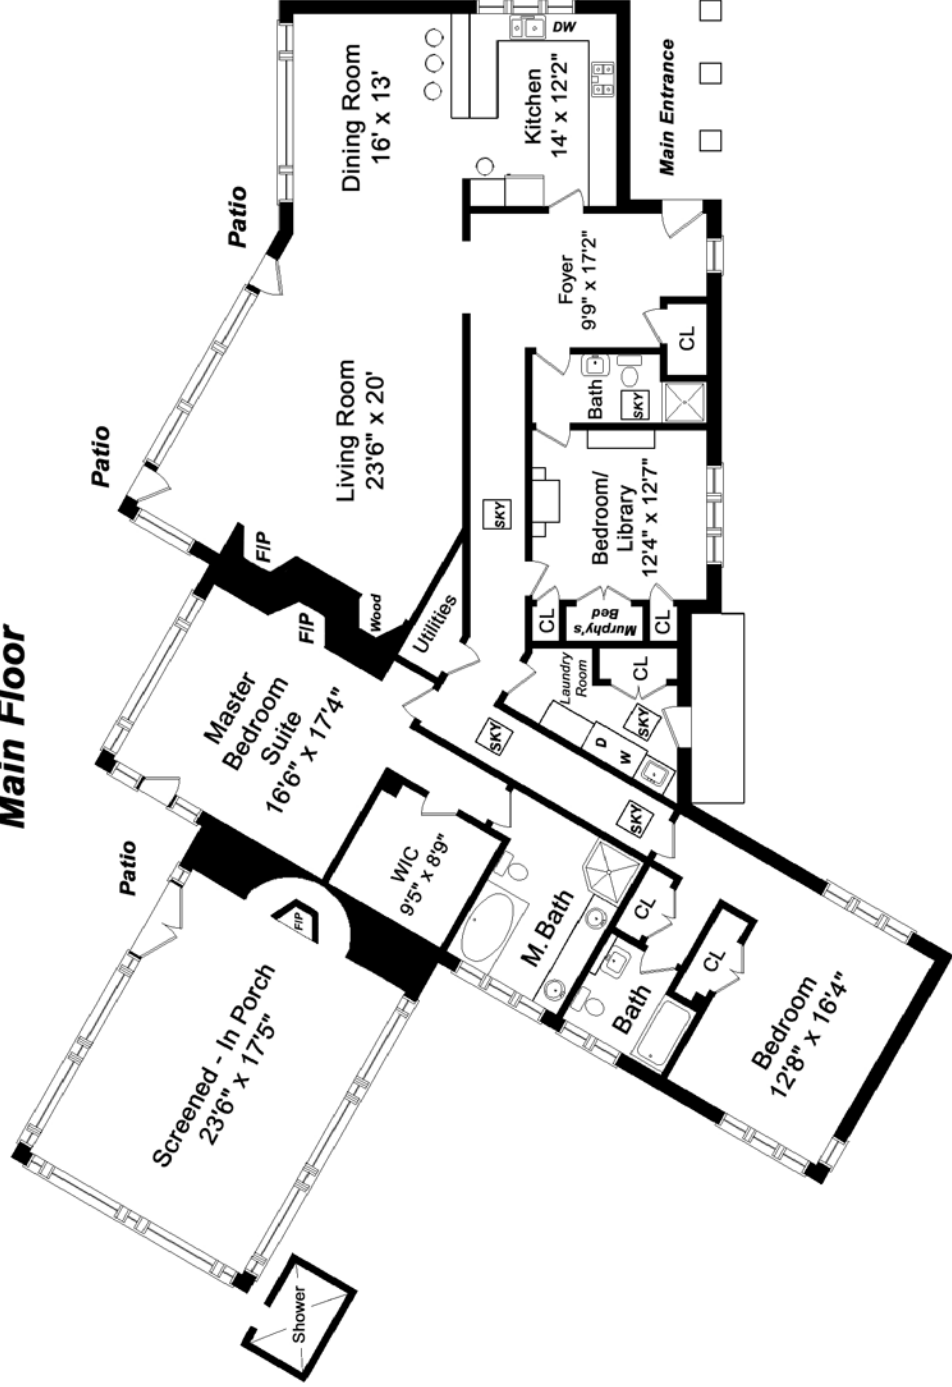 Main Floor
Patio
Patio
Patio
Dining Room
16' x 13'
Kitchen
14' x 12'2"
DW
Main Entrance
Living Room
23'6" x 20'
Foyer
9'9" x 17'2"
CL
Bath
SKY
SKY
Bedroom/
Library
12'4" x 12'7"
CL
Murphy's
Bed
CL
F/P
F/P
Wood
Utilities
Laundry
Room
CL
SKY
D
W
SKY
SKY
Master
Bedroom
Suite
16'6" x 17'4"
WIC
9'5" x 8'9"
M. Bath
CL
Bath
CL
Bedroom
12'8" x 16'4"
F/P
Screened - In Porch
23'6" x 17'5"
Shower